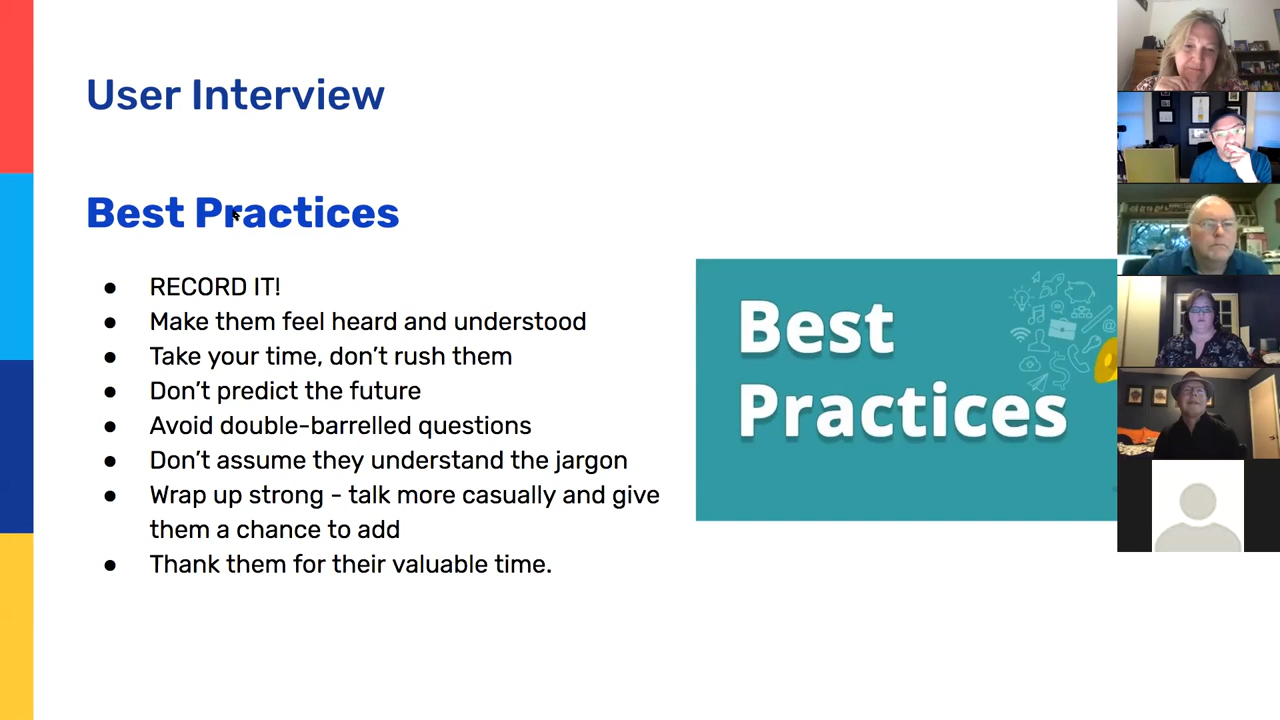 User Interview
Best Practices
● RECORD IT!
● Make them feel heard and understood
● Take your time, don’t rush them
● Don’t predict the future
● Avoid double-barrelled questions
● Don’t assume they understand the jargon
● Wrap up strong - talk more casually and give
them a chance to add
● Thank them for their valuable time.
Best
Practices